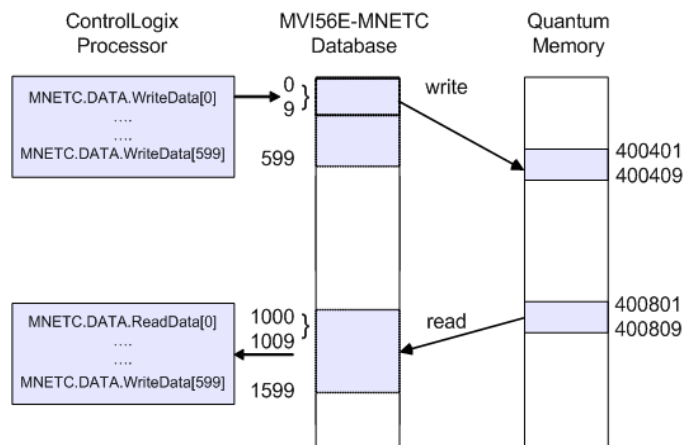 ControlLogix
Processor
MVI56E-MNETC
Database
Quantum
Memory
MNETC.DATA.WriteData[0]
....
....
MNETC.DATA.WriteData[599]
0
9
}
599
write
400401
400409
MNETC.DATA.ReadData[0]
....
....
MNETC.DATA.WriteData[599]
1000
1009
}
1599
read
400801
400809